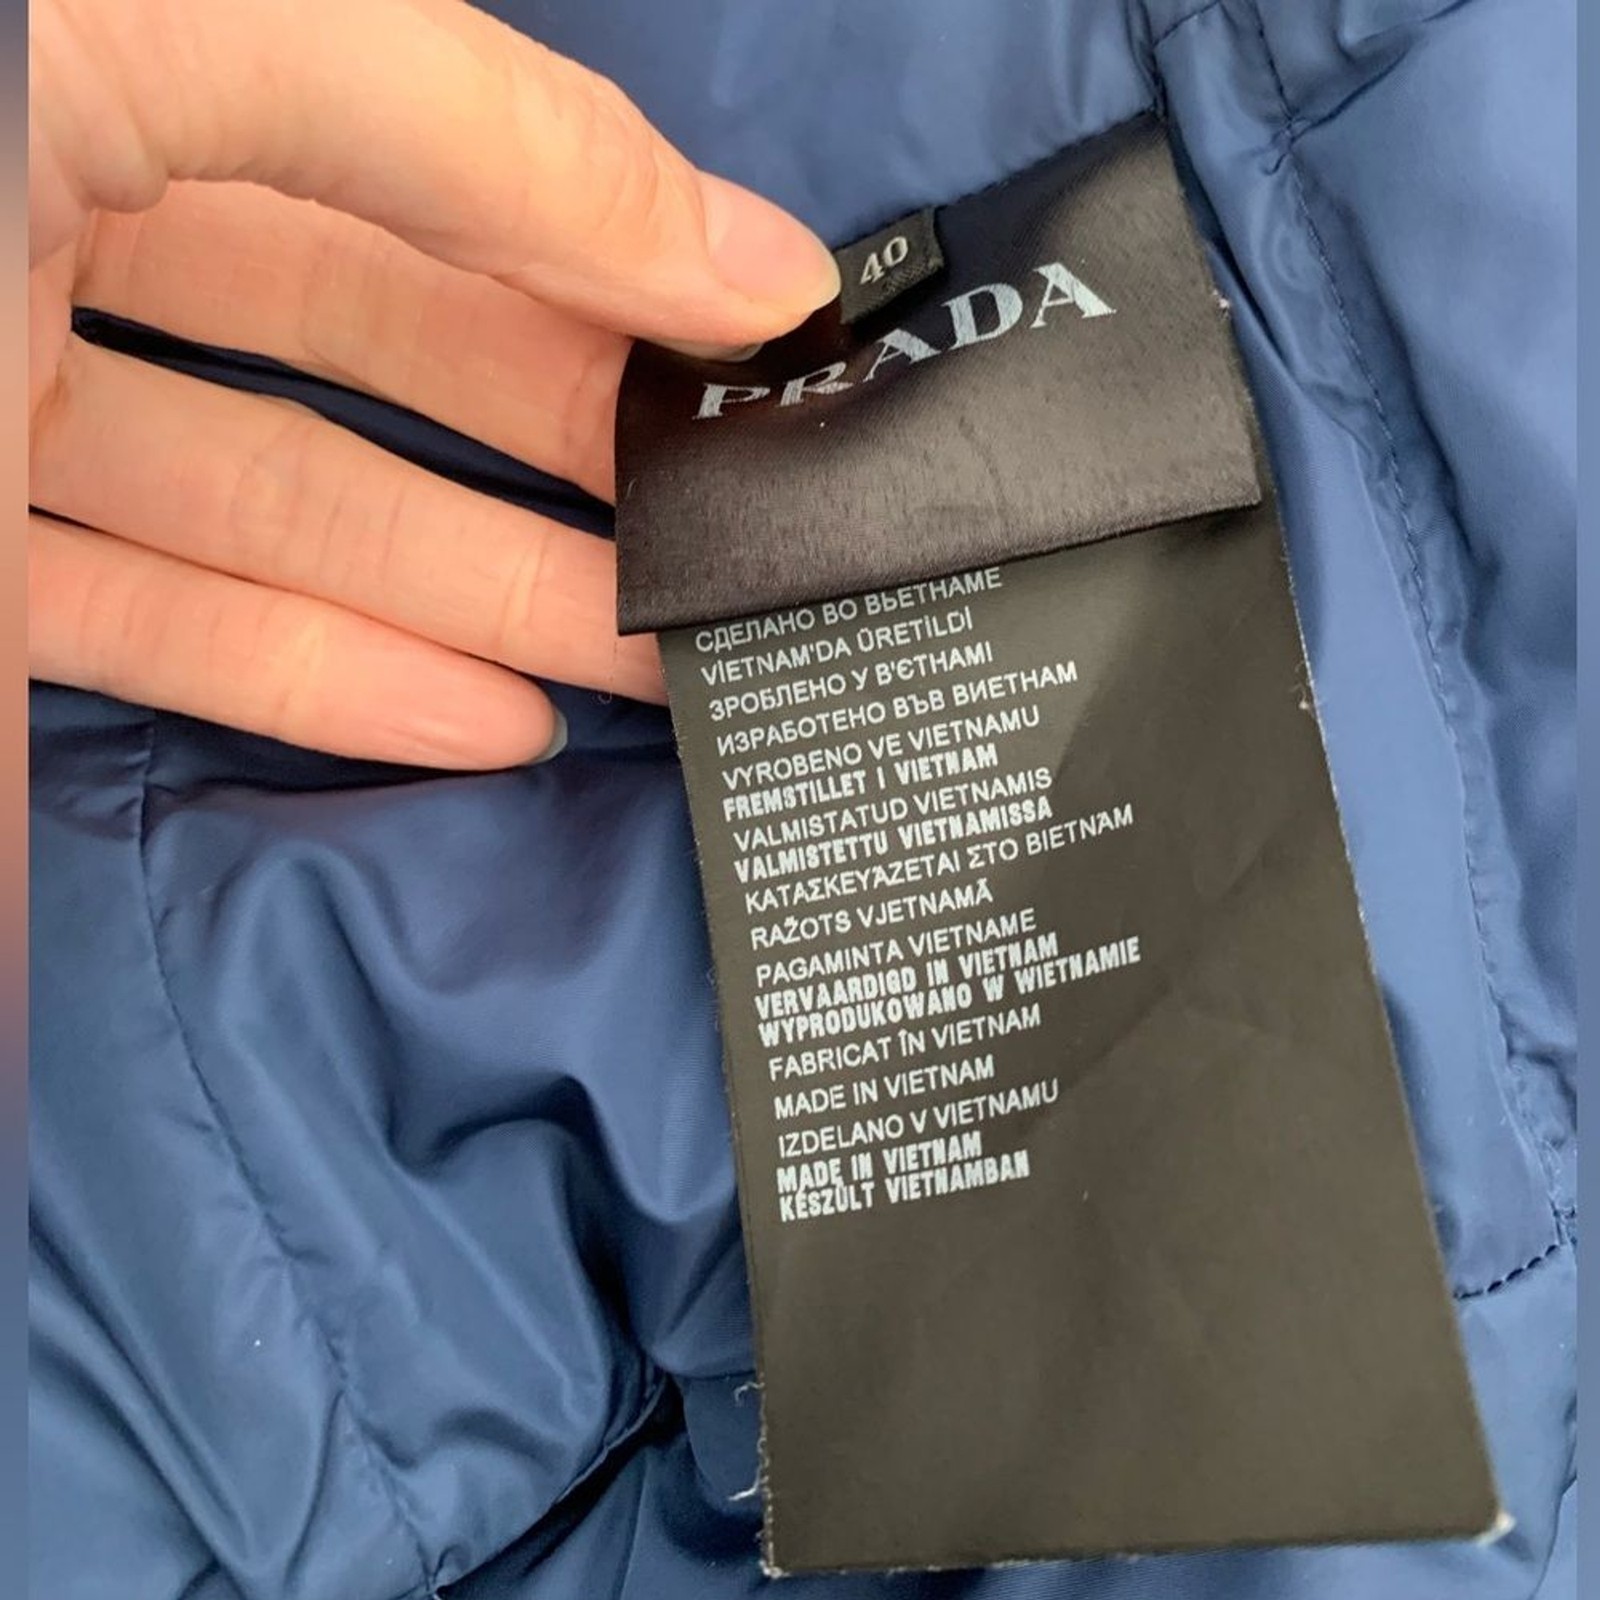 40
PRADA
СДЕЛАНО ВО ВЬЕТНАМЕ
VİETNAM'DA ÜRETİLDİ
ЗРОБЛЕНО У В'ЄТНАМІ
ИЗРАБОТЕНО ВЪВ ВИЕТНАМ
VYROBENO VE VIETNAMU
FREMSTILLET I VIETNAM
VALMISTATUD VIETNAMIS
VALMISTETTU VIETNAMISSA
ΚΑΤΑΣΚΕΥΆΖΕΤΑΙ ΣΤΟ ΒΙΕΤΝΆΜ
RAŽOTS VJETNAMĀ
PAGAMINTA VIETNAME
VERVAARDIGD IN VIETNAM
WYPRODUKOWANO W WIETNAMIE
FABRICAT ÎN VIETNAM
MADE IN VIETNAM
IZDELANO V VIETNAMU
MADE IN VIETNAM
KÉSZÜLT VIETNAMBAN